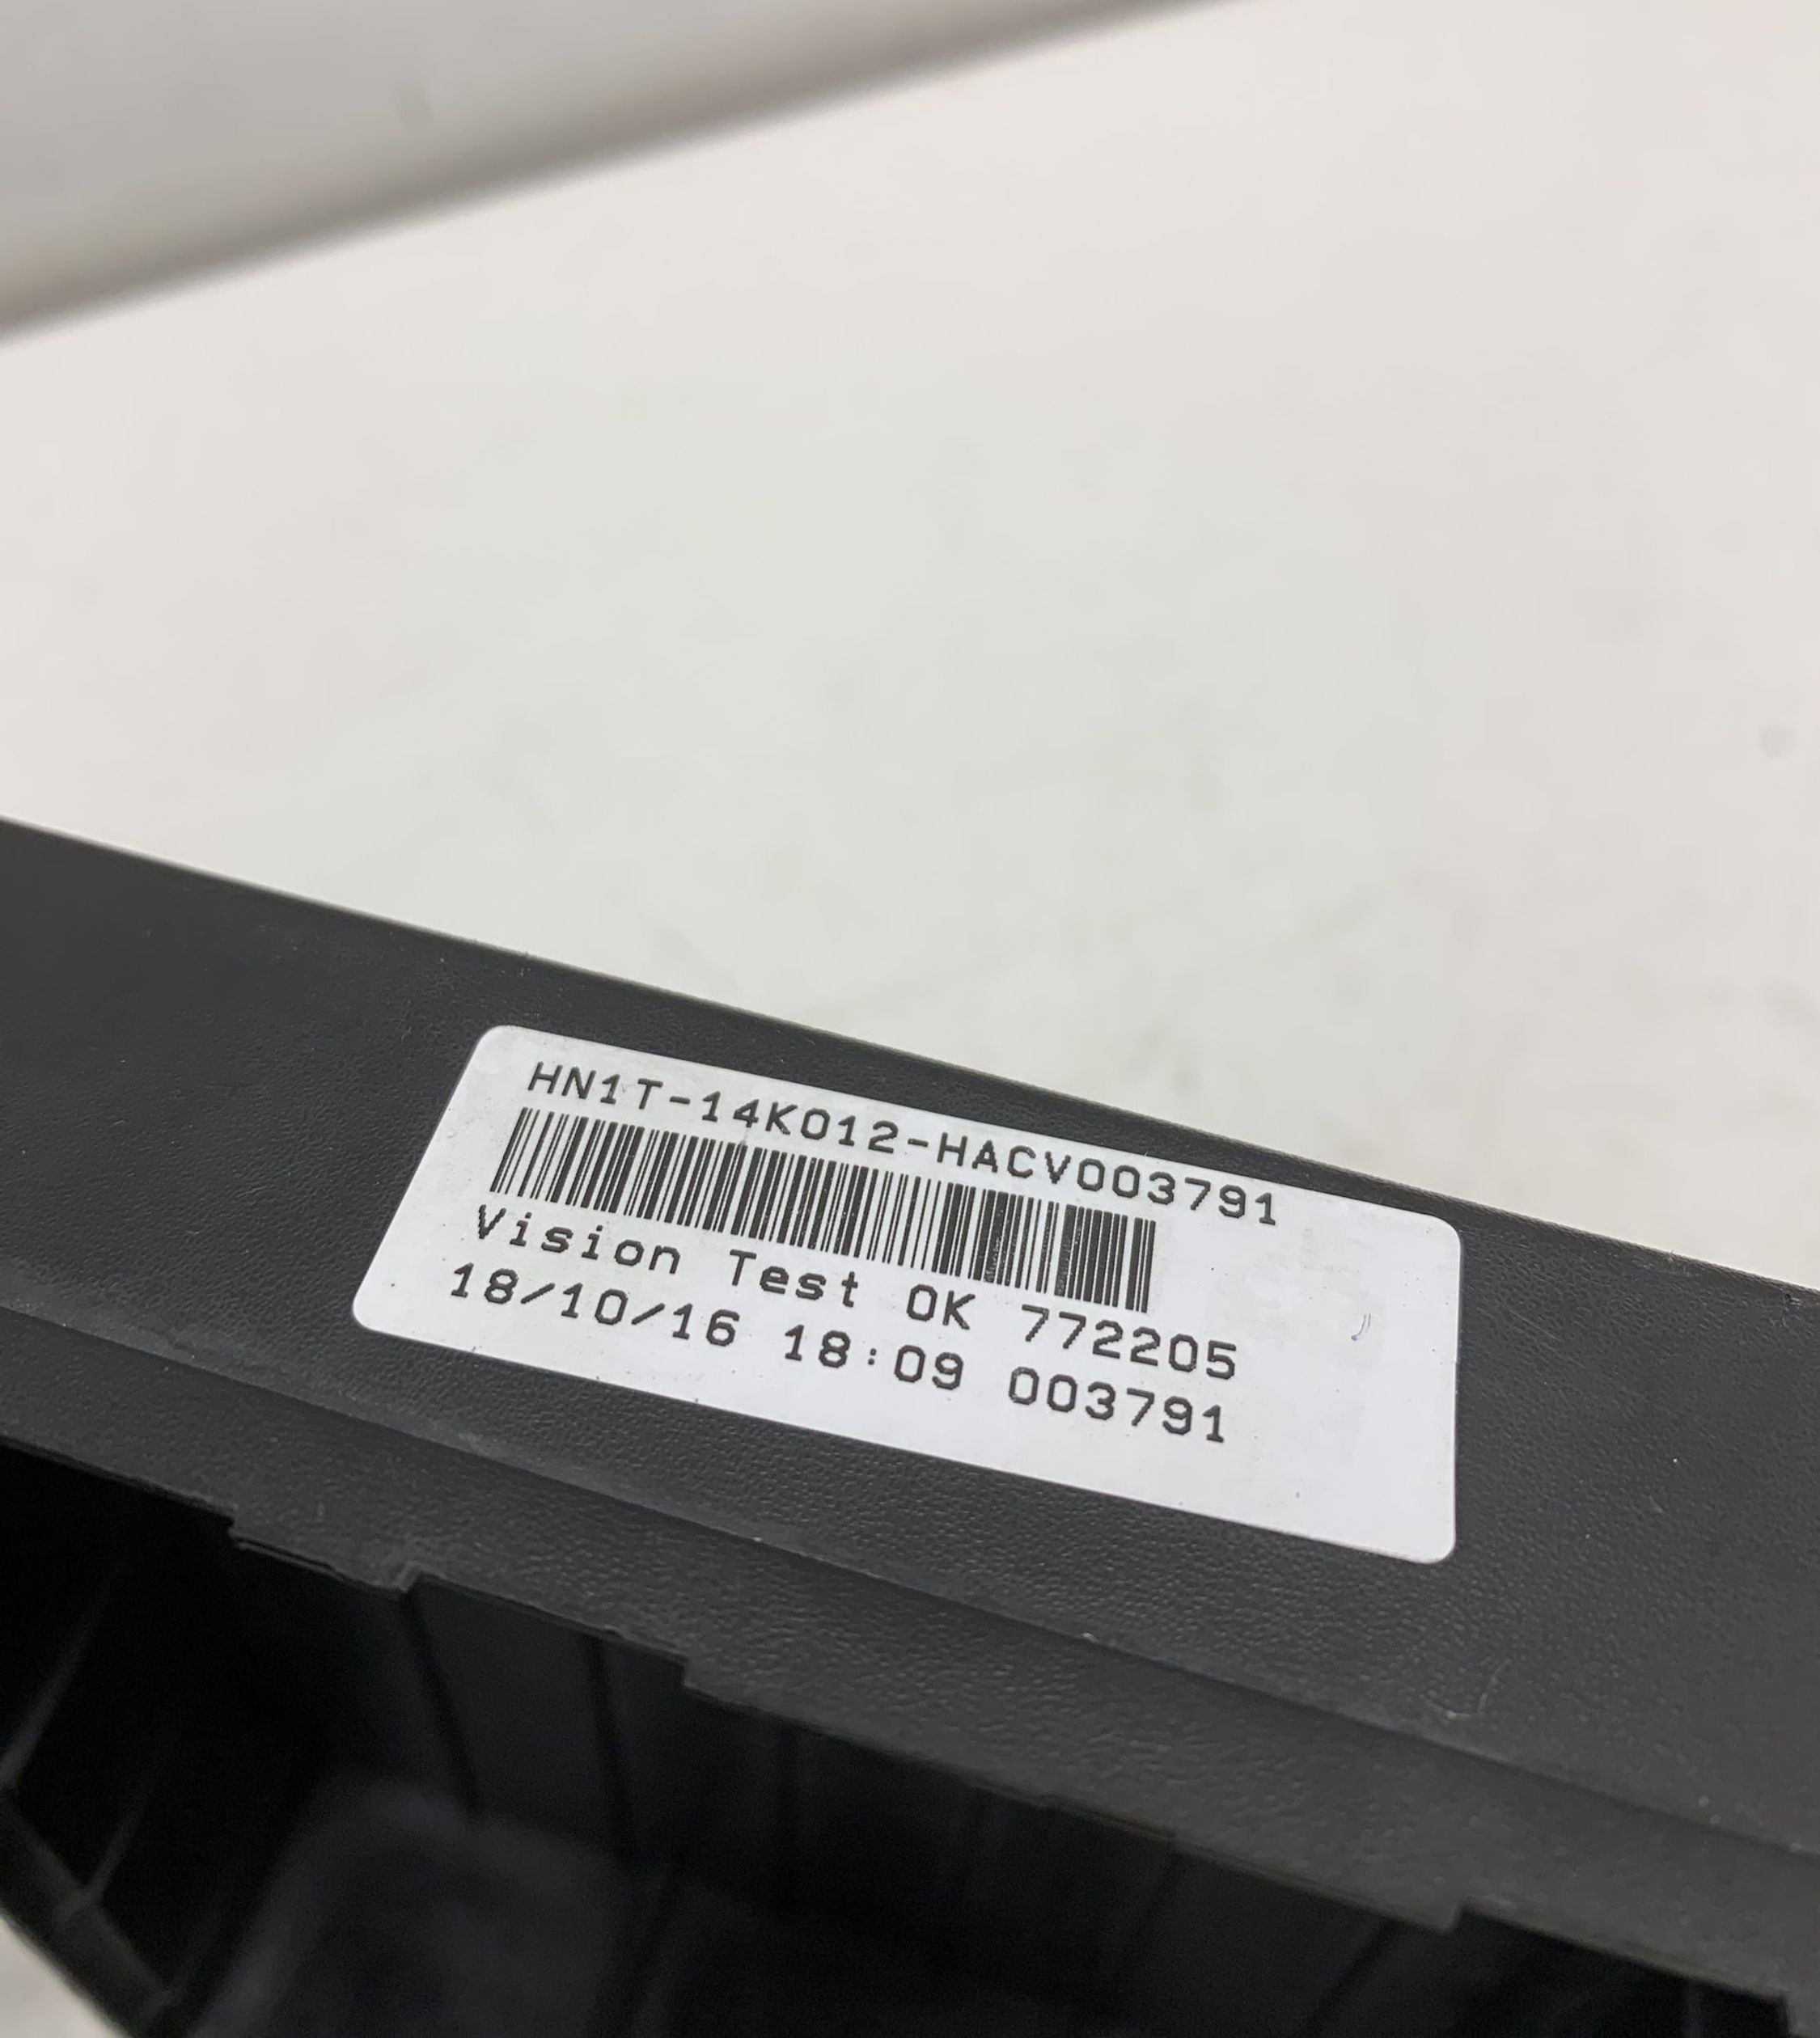 HN1T-14K012-HACV003791
Vision Test OK 772205
18/10/16 18:09 003791